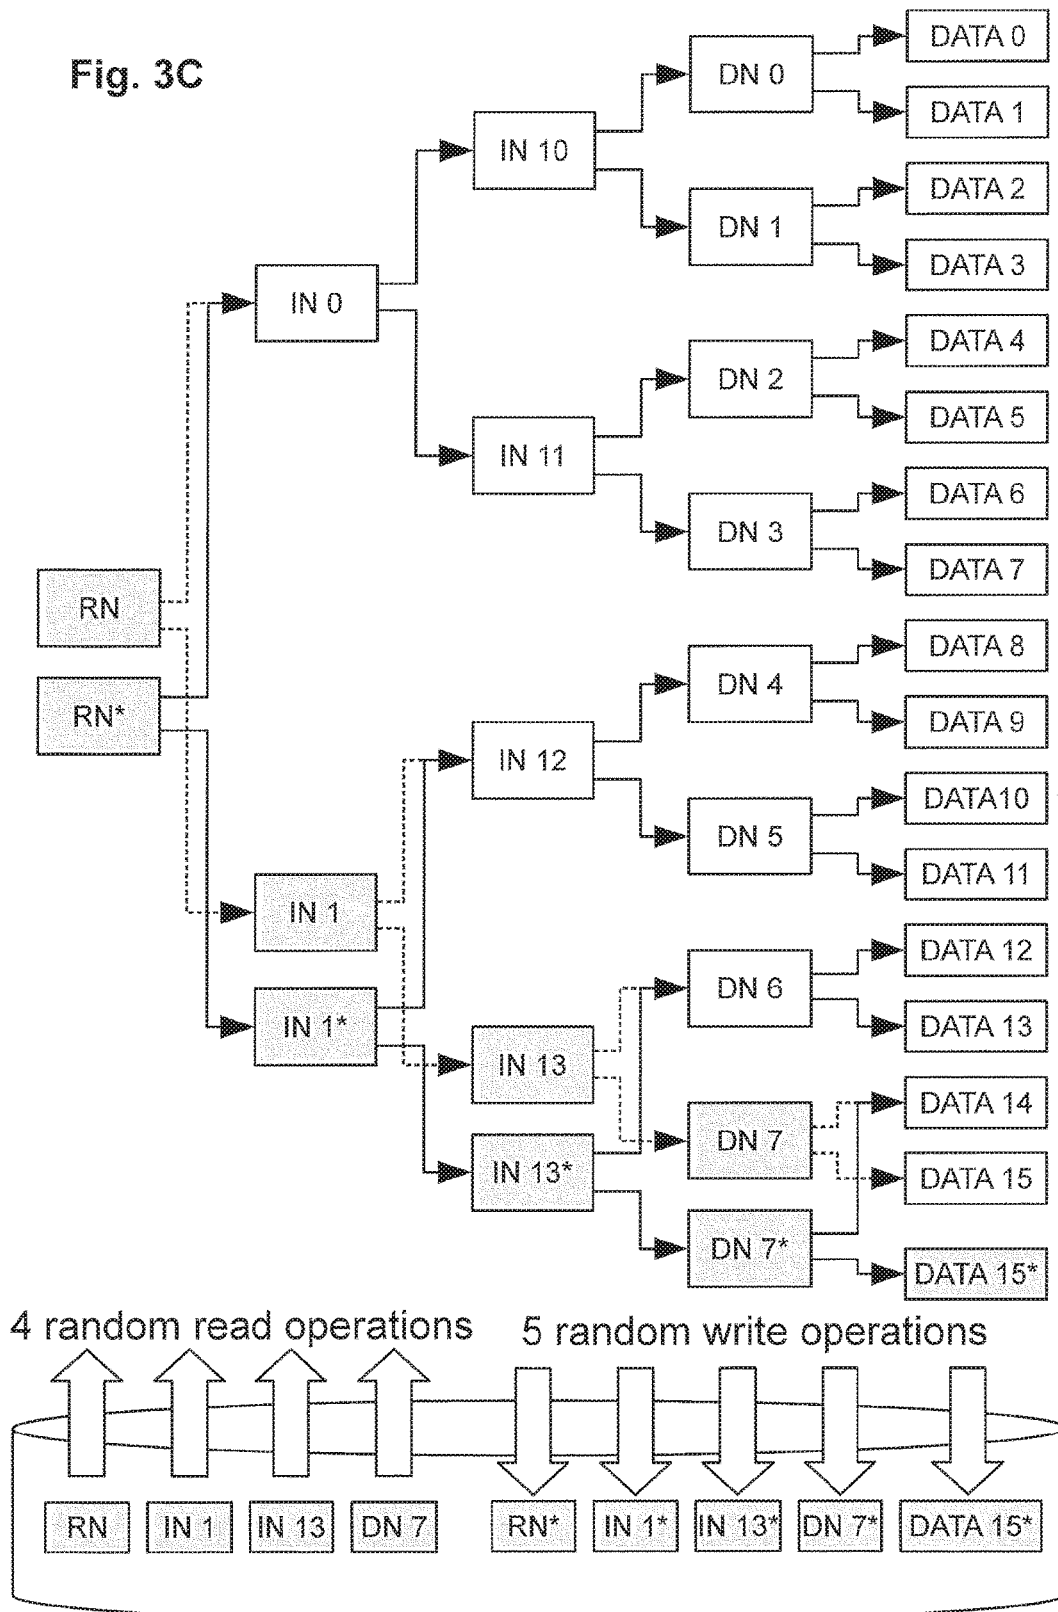 Fig. 3C
RN
RN*
IN 0
IN 1
IN 1*
IN 10
IN 11
IN 12
IN 13
IN 13*
DN 0
DN 1
DN 2
DN 3
DN 4
DN 5
DN 6
DN 7
DN 7*
DATA 0
DATA 1
DATA 2
DATA 3
DATA 4
DATA 5
DATA 6
DATA 7
DATA 8
DATA 9
DATA10
DATA 11
DATA 12
DATA 13
DATA 14
DATA 15
DATA 15*
4 random read operations
5 random write operations
RN IN 1 IN 13 DN 7 RN* IN 1* IN 13* DN 7* DATA 15*